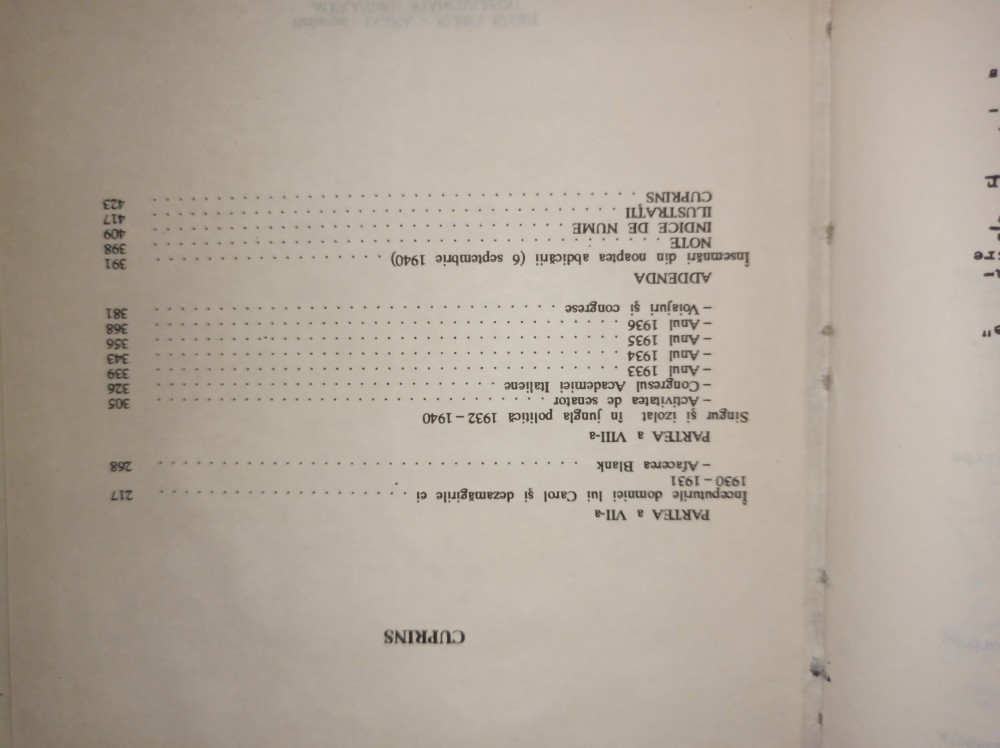 CUPRINS
PARTEA a VII-a
Începuturile domniei lui Carol și dezamăgirile ei . . . . . . . . . . . . . . . . . . 217
1930 – 1931
– Afacerea Blank . . . . . . . . . . . . . . . . . . . . . . . . . . . . . . 268
PARTEA a VIII-a
Singur și izolat în jungla politică 1932 – 1940
– Activitatea de senator . . . . . . . . . . . . . . . . . . . . . . . . . . . 305
– Congresul Academiei Italiene . . . . . . . . . . . . . . . . . . . . . . . . 326
– Anul 1933 . . . . . . . . . . . . . . . . . . . . . . . . . . . . . . . . 339
– Anul 1934 . . . . . . . . . . . . . . . . . . . . . . . . . . . . . . . . 343
– Anul 1935 . . . . . . . . . . . . . . . . . . . . . . . . . . . . . . . . 356
– Anul 1936 . . . . . . . . . . . . . . . . . . . . . . . . . . . . . . . . 368
– Voiajuri și congrese . . . . . . . . . . . . . . . . . . . . . . . . . . . . 381
ADDENDA
Însemnări din noaptea abdicării (6 septembrie 1940) . . . . . . . . . . . . . . . . 391
NOTE . . . . . . . . . . . . . . . . . . . . . . . . . . . . . . . . . . . 398
INDICE DE NUME . . . . . . . . . . . . . . . . . . . . . . . . . . . . . . 409
ILUSTRAȚII . . . . . . . . . . . . . . . . . . . . . . . . . . . . . . . . 417
CUPRINS . . . . . . . . . . . . . . . . . . . . . . . . . . . . . . . . . 423